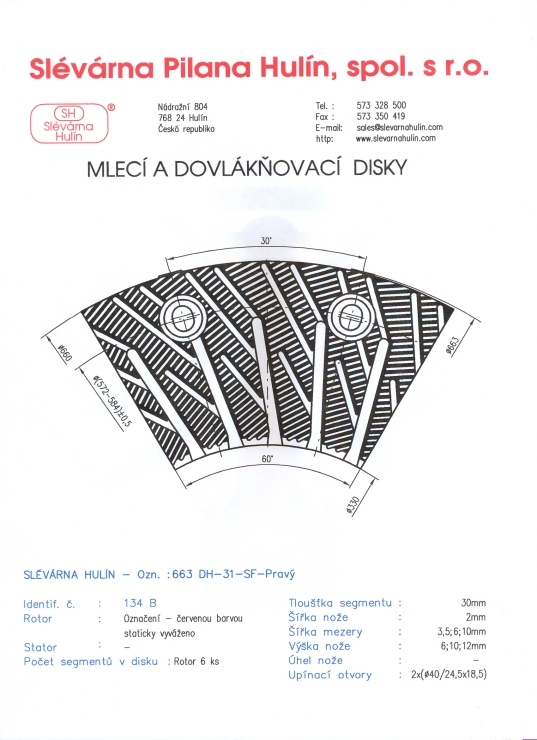 Slévárna Pilana Hulín, spol. s r.o.
SH
Slévárna
Hulín
®
Nádražní 804
768 24 Hulín
Česká republika
Tel. : 573 328 500
Fax : 573 350 419
E-mail: sales@slevarnahulin.com
http: www.slevarnahulin.com
MLECÍ A DOVLÁKŇOVACÍ DISKY
30°
ø660
ø(572-584)±0,5
ø663
60°
ø330
SLÉVÁRNA HULÍN - Ozn. :663 DH-31-SF-Pravý
Identif. č. : 134 B
Rotor : Označení - červenou barvou
staticky vyváženo
Stator : -
Počet segmentů v disku : Rotor 6 ks
Tloušťka segmentu : 30mm
Šířka nože : 2mm
Šířka mezery : 3,5;6;10mm
Výška nože : 6;10;12mm
Úhel nože : -
Upínací otvory : 2x(ø40/24,5x18,5)